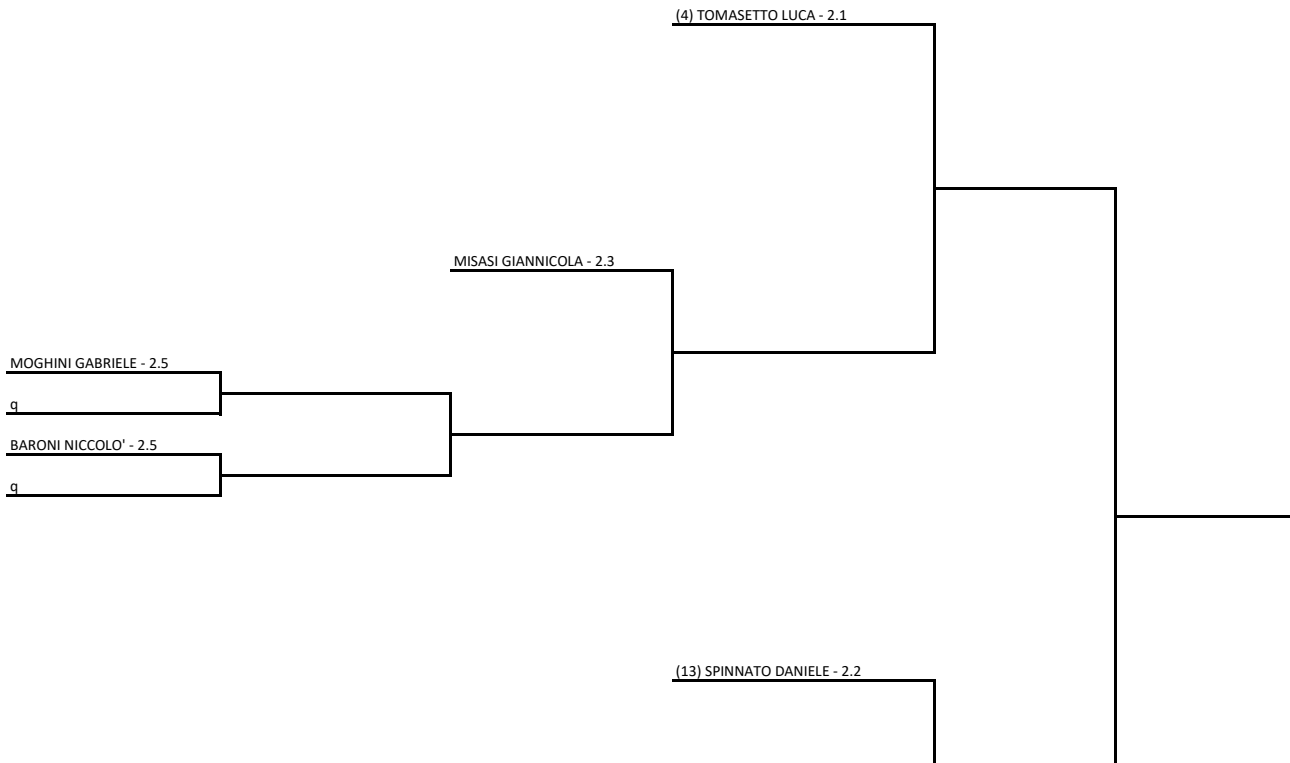 (4) TOMASETTO LUCA - 2.1
MISASI GIANNICOLA - 2.3
MOGHINI GABRIELE - 2.5
q
BARONI NICCOLO' - 2.5
q
(13) SPINNATO DANIELE - 2.2